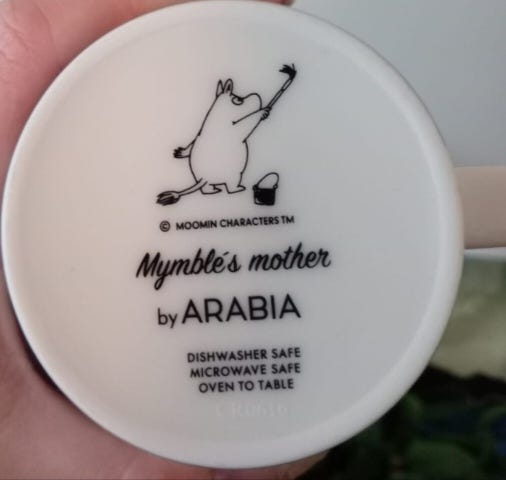 © MOOMIN CHARACTERS TM
Mymble's mother
by ARABIA
DISHWASHER SAFE
MICROWAVE SAFE
OVEN TO TABLE